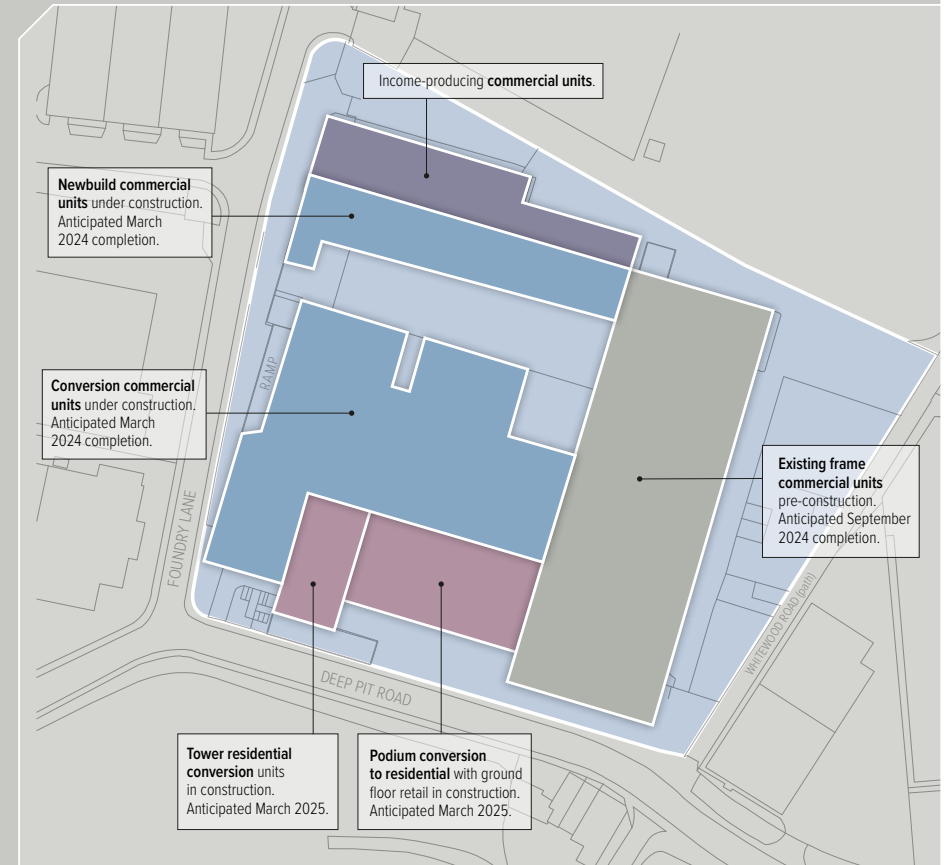 Income-producing commercial units.
Newbuild commercial
units under construction.
Anticipated March
2024 completion.
Conversion commercial
units under construction.
Anticipated March
2024 completion.
RAMP
FOUNDRY LANE
Existing frame
commercial units
pre-construction.
Anticipated September
2024 completion.
WHITEWOOD ROAD (path)
DEEP PIT ROAD
Tower residential
conversion units
in construction.
Anticipated March 2025.
Podium conversion
to residential with ground
floor retail in construction.
Anticipated March 2025.